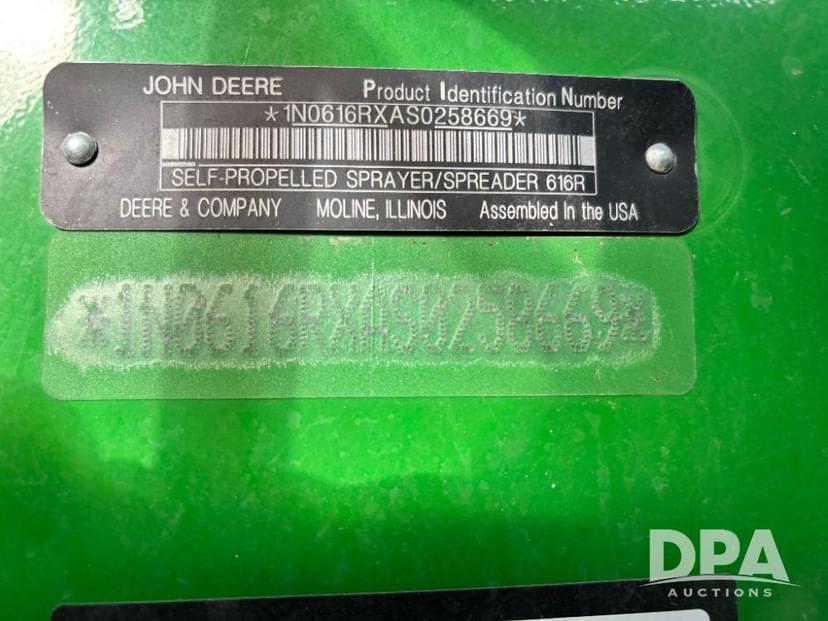 JOHN DEERE Product Identification Number
*1N0616RXAS0258669*
SELF-PROPELLED SPRAYER/SPREADER 616R
DEERE & COMPANY MOLINE, ILLINOIS Assembled In the USA
*1N0616RXAS0258669*
DPA
AUCTIONS